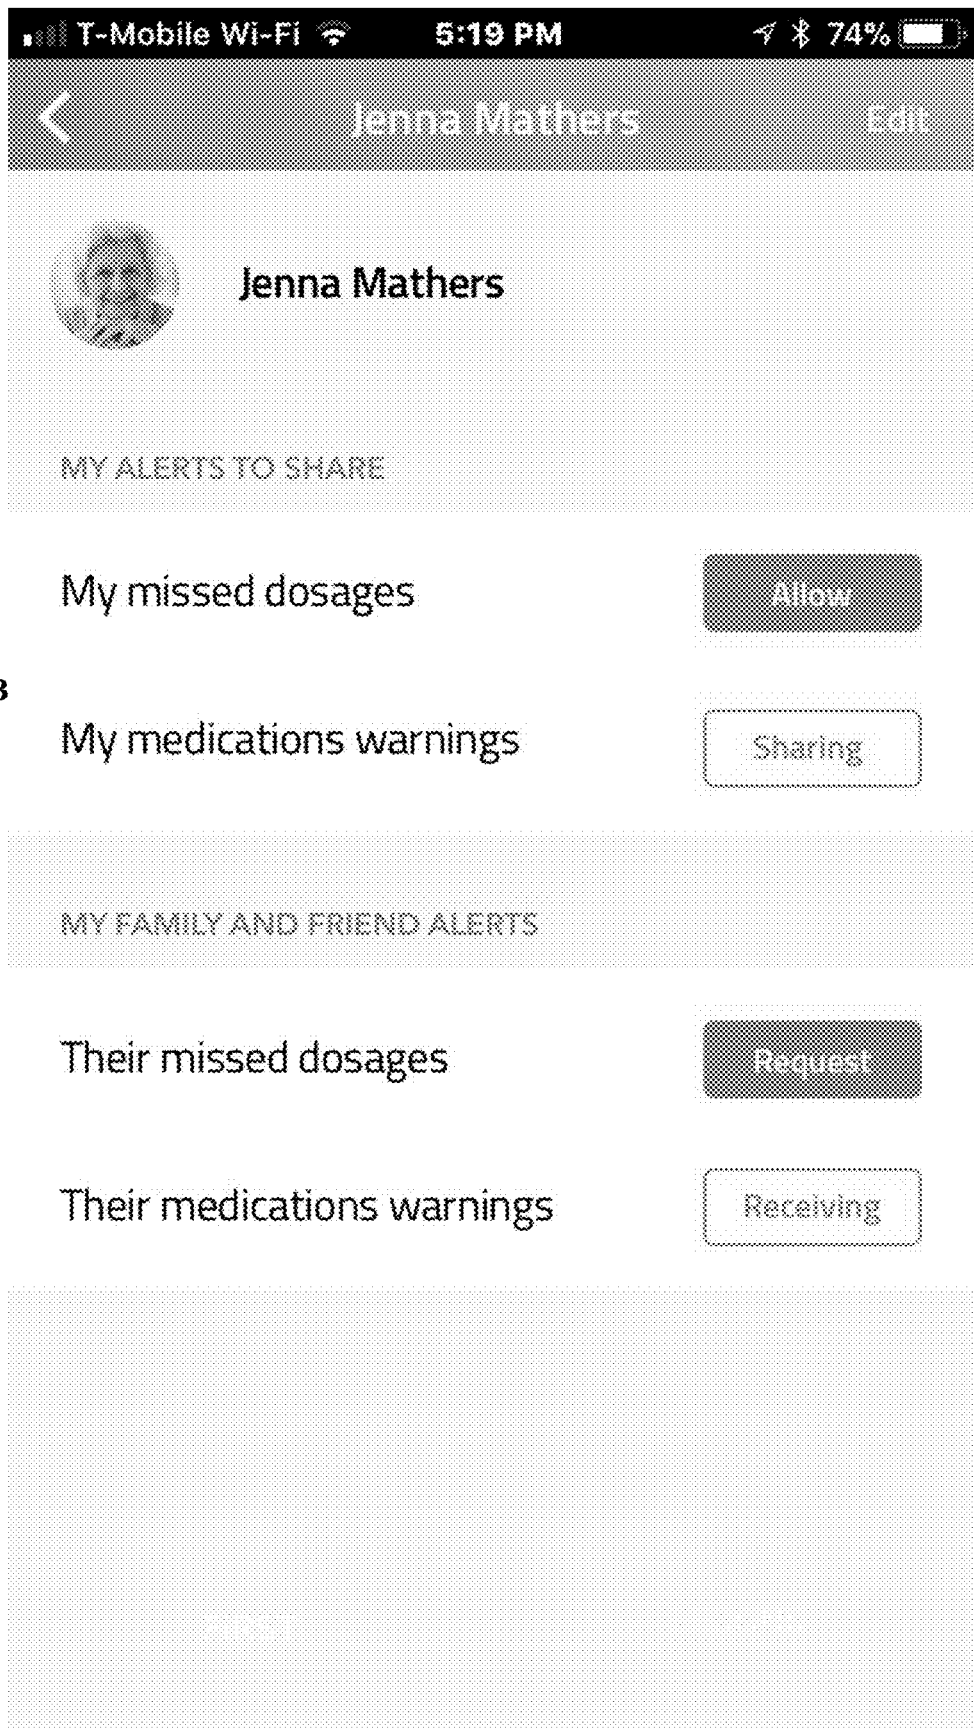 T-Mobile Wi-Fi 5:19 PM 74%
Jenna Mathers Edit
Jenna Mathers
MY ALERTS TO SHARE
My missed dosages Allow
My medications warnings Sharing
MY FAMILY AND FRIEND ALERTS
Their missed dosages Request
Their medications warnings Receiving